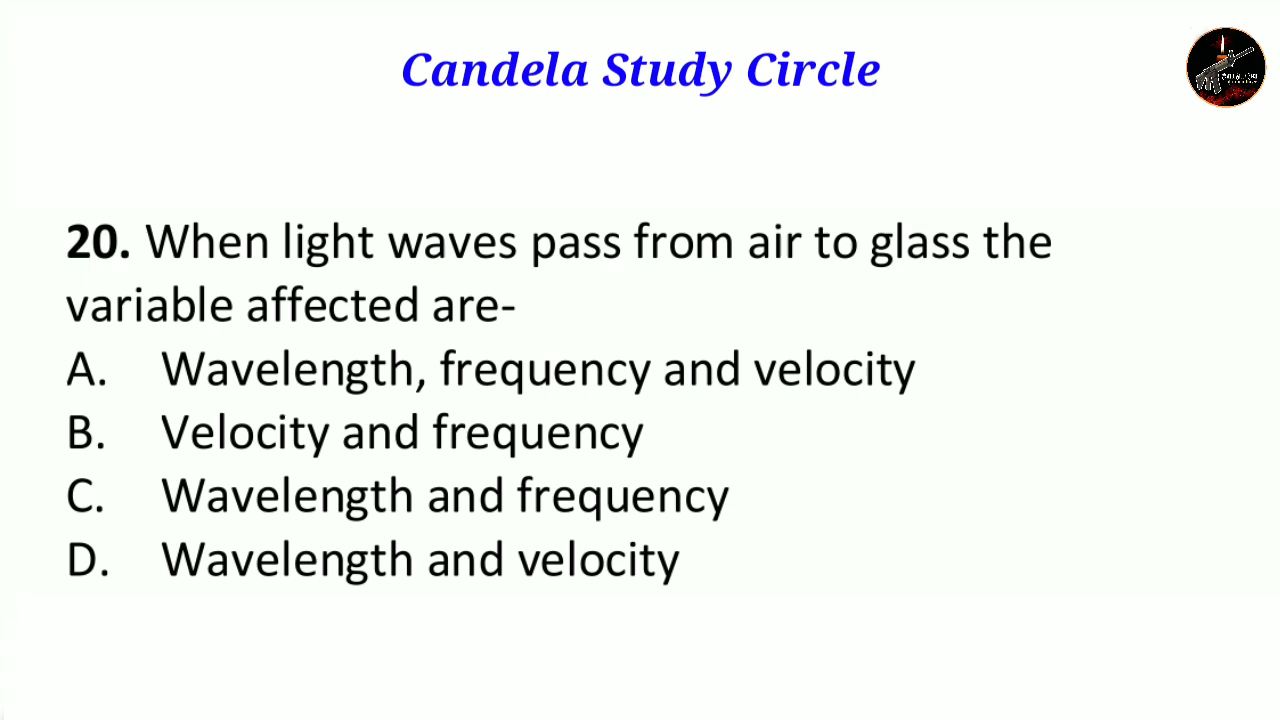 Candela Study Circle
20. When light waves pass from air to glass the
variable affected are-
A. Wavelength, frequency and velocity
B. Velocity and frequency
C. Wavelength and frequency
D. Wavelength and velocity